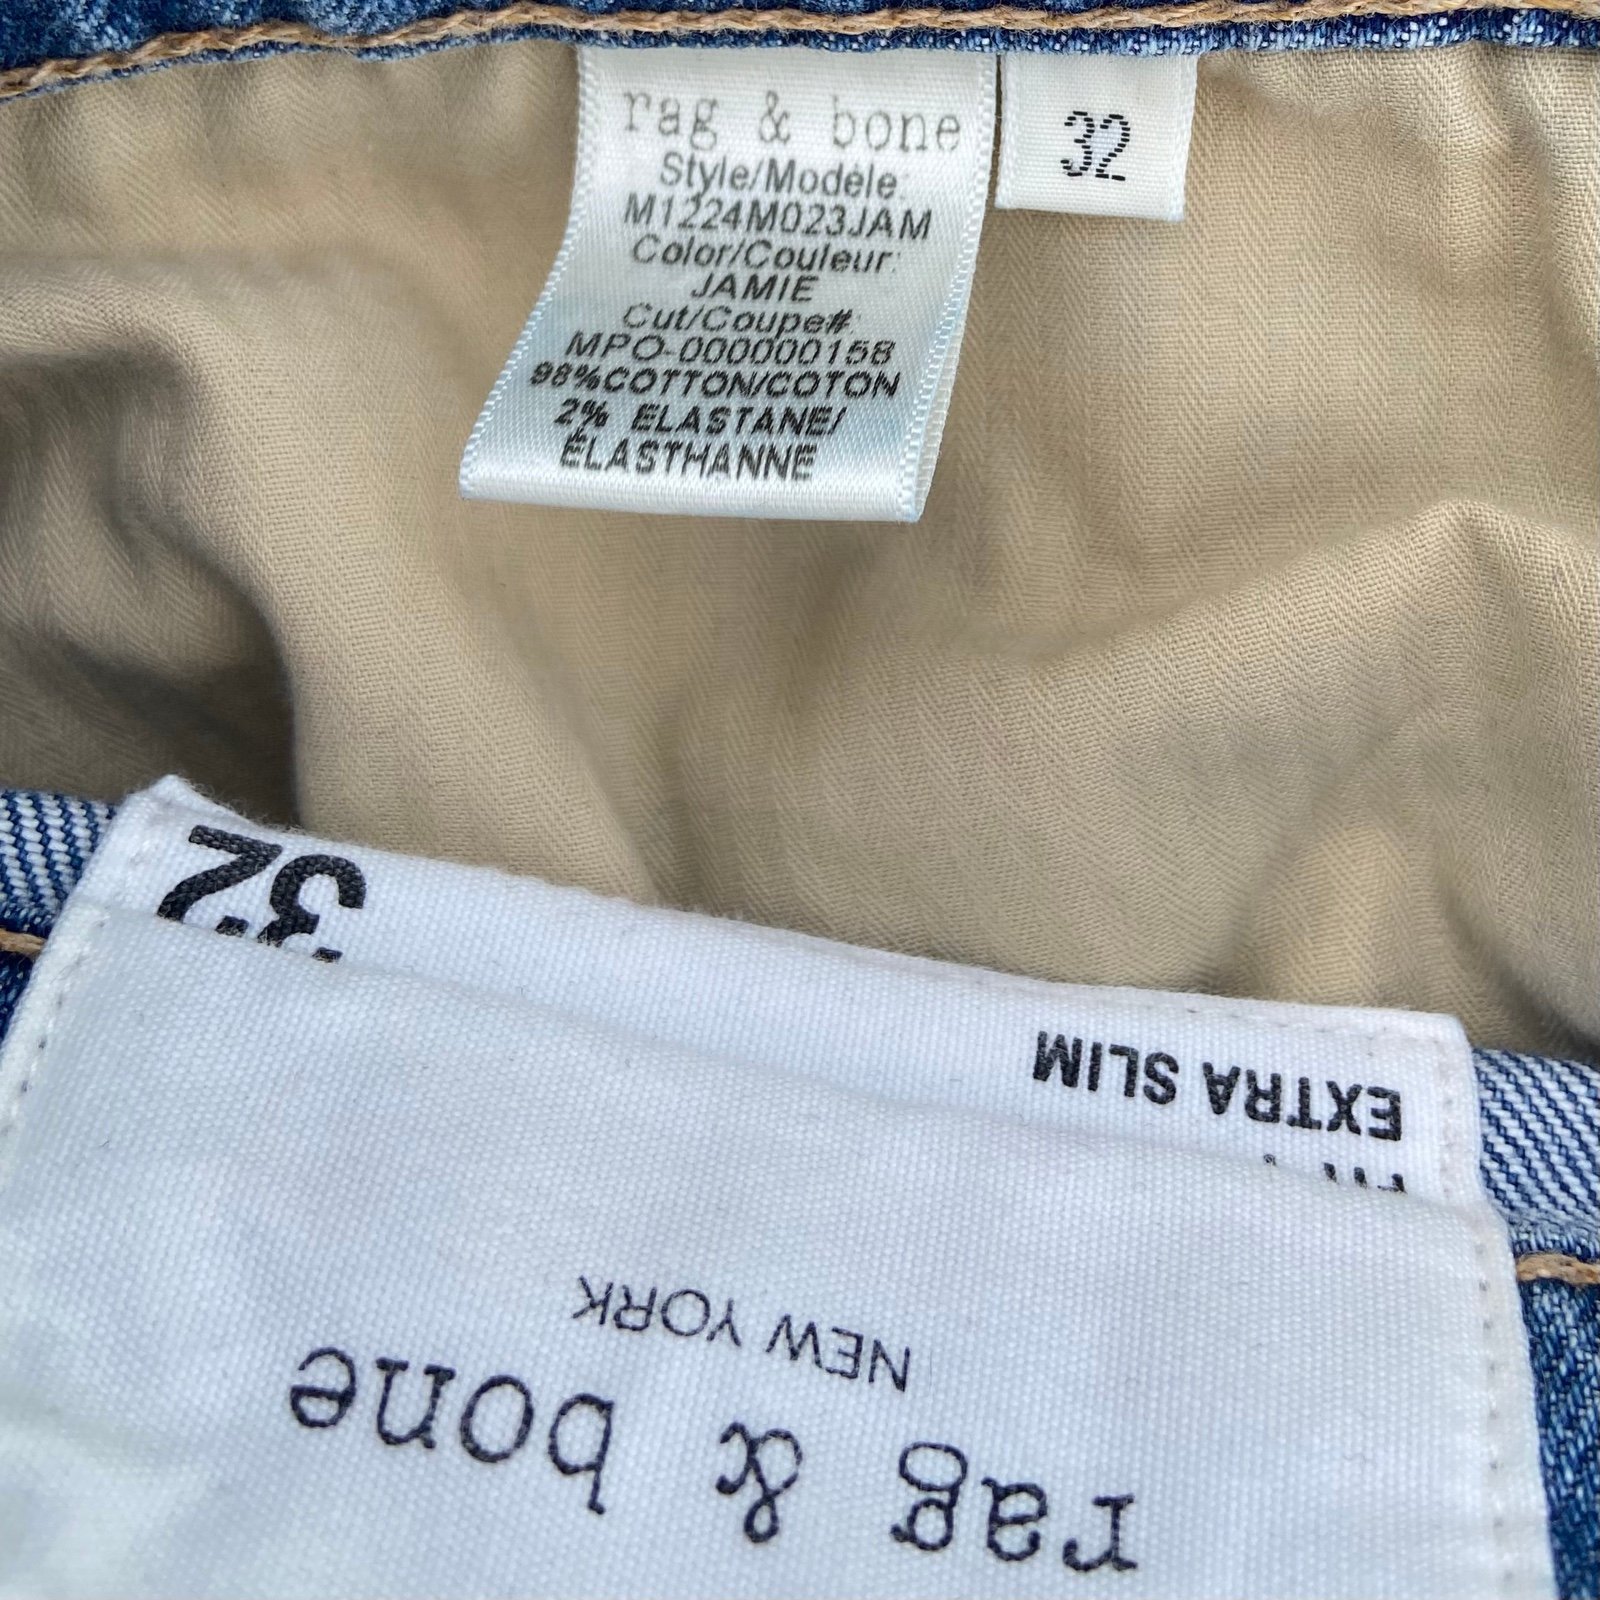 rag & bone
Style/Modèle:
M1224M023JAM
Color/Couleur:
JAMIE
Cut/Coupe#:
MPO-000000158
98%COTTON/COTON
2% ELASTANE/
ÉLASTHANNE
32
32
EXTRA SLIM
NEW YORK
rag & bone